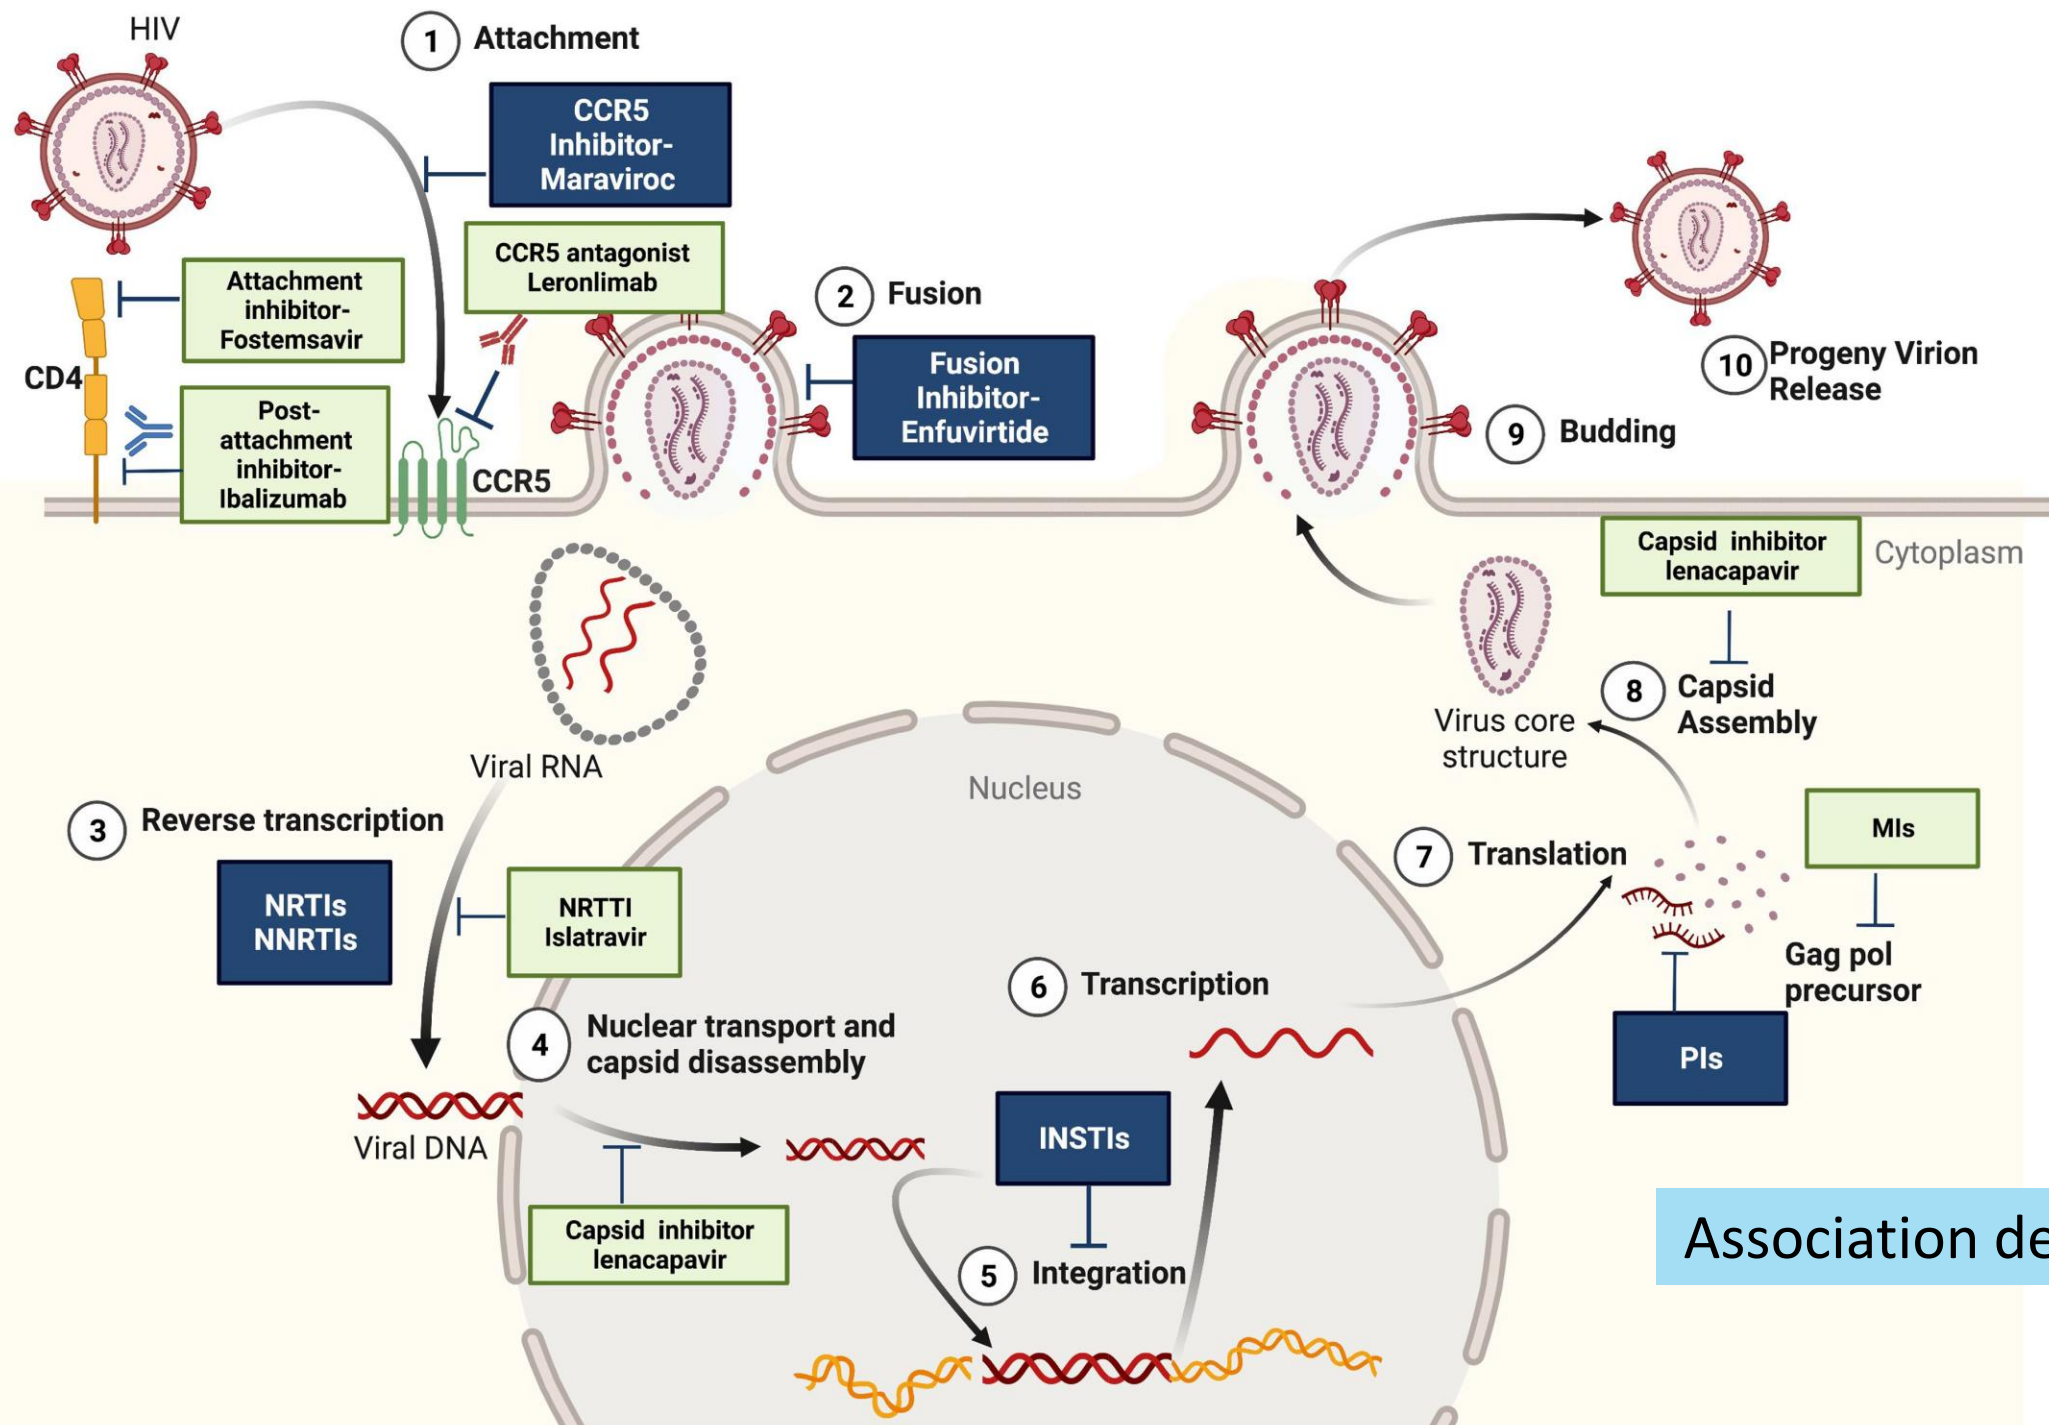 HIV
1 Attachment
CCR5
Inhibitor-
Maraviroc
CCR5 antagonist
Leronlimab
Attachment
inhibitor-
Fostemsavir
CD4
Post-
attachment
inhibitor-
Ibalizumab
CCR5
2 Fusion
Fusion
Inhibitor-
Enfuvirtide
10 Progeny Virion
Release
9 Budding
Capsid inhibitor
lenacapavir
Cytoplasm
8 Capsid
Assembly
Virus core
structure
Viral RNA
Nucleus
3 Reverse transcription
NRTIs
NNRTIs
NRTTI
Islatravir
7 Translation
MIs
Gag pol
precursor
PIs
6 Transcription
4 Nuclear transport and
capsid disassembly
Viral DNA
Capsid inhibitor
lenacapavir
INSTIs
5 Integration
Association de